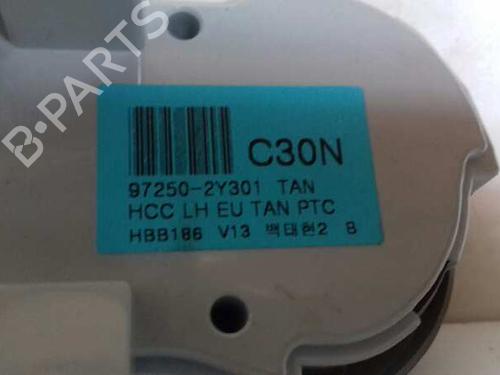 B-PARTS
C30N
97250-2Y301 TAN
HCC LH EU TAN PTC
HBB186 V13 백태현2 B